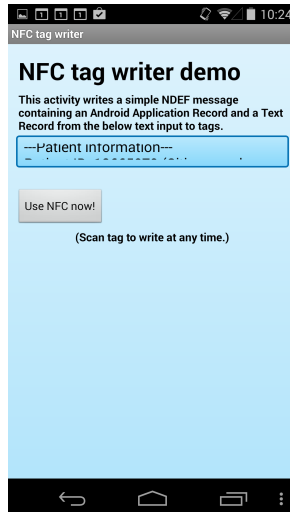 10:24
NFC tag writer
NFC tag writer demo
This activity writes a simple NDEF message
containing an Android Application Record and a Text
Record from the below text input to tags.
---Patient Information---
Use NFC now!
(Scan tag to write at any time.)